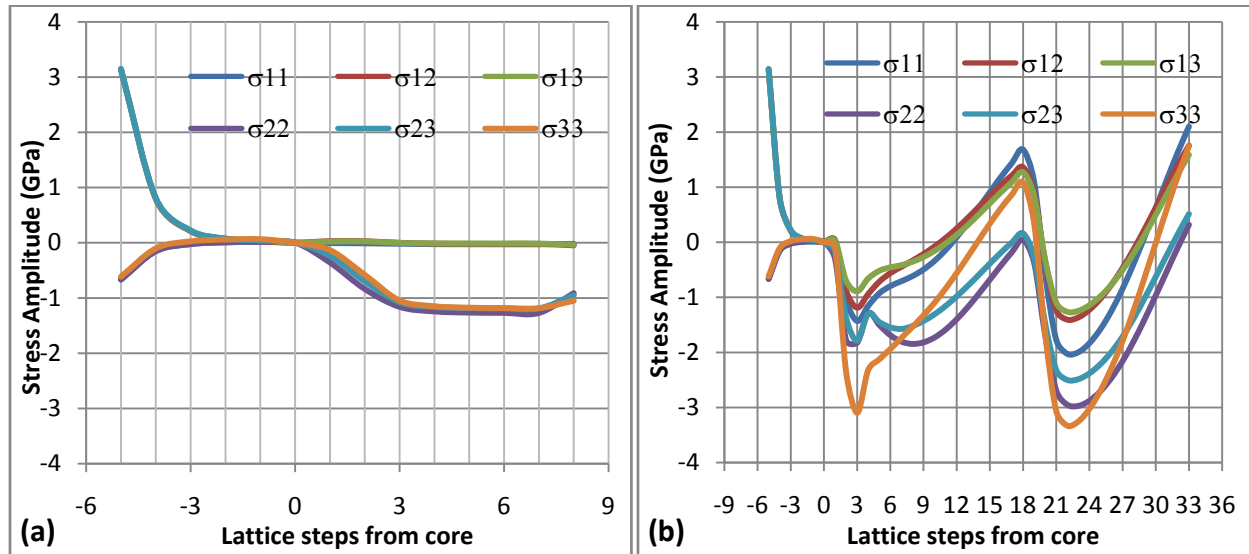 4
3
2
1
0
-1
-2
-3
-4
Stress Amplitude (GPa)
σ11 σ12 σ13
σ22 σ23 σ33
-6 -3 0 3 6 9
(a) Lattice steps from core
4
3
2
1
0
-1
-2
-3
-4
Stress Amplitude (GPa)
σ11 σ12 σ13
σ22 σ23 σ33
-9 -6 -3 0 3 6 9 12 15 18 21 24 27 30 33 36
(b) Lattice steps from core